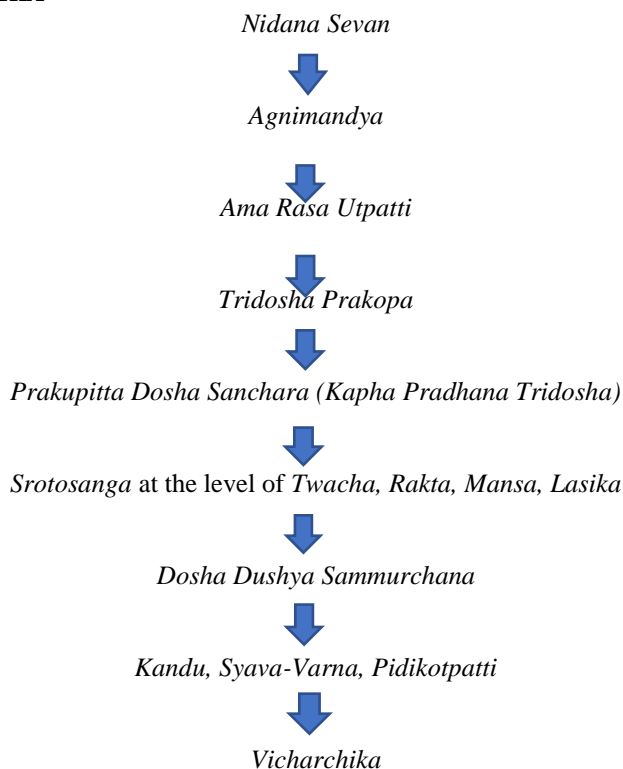 Nidana Sevan
Agnimandya
Ama Rasa Utpatti
Tridosha Prakopa
Prakupitta Dosha Sanchara (Kapha Pradhana Tridosha)
Srotosanga at the level of Twacha, Rakta, Mansa, Lasika
Dosha Dushya Sammurchana
Kandu, Syava-Varna, Pidikotpatti
Vicharchika